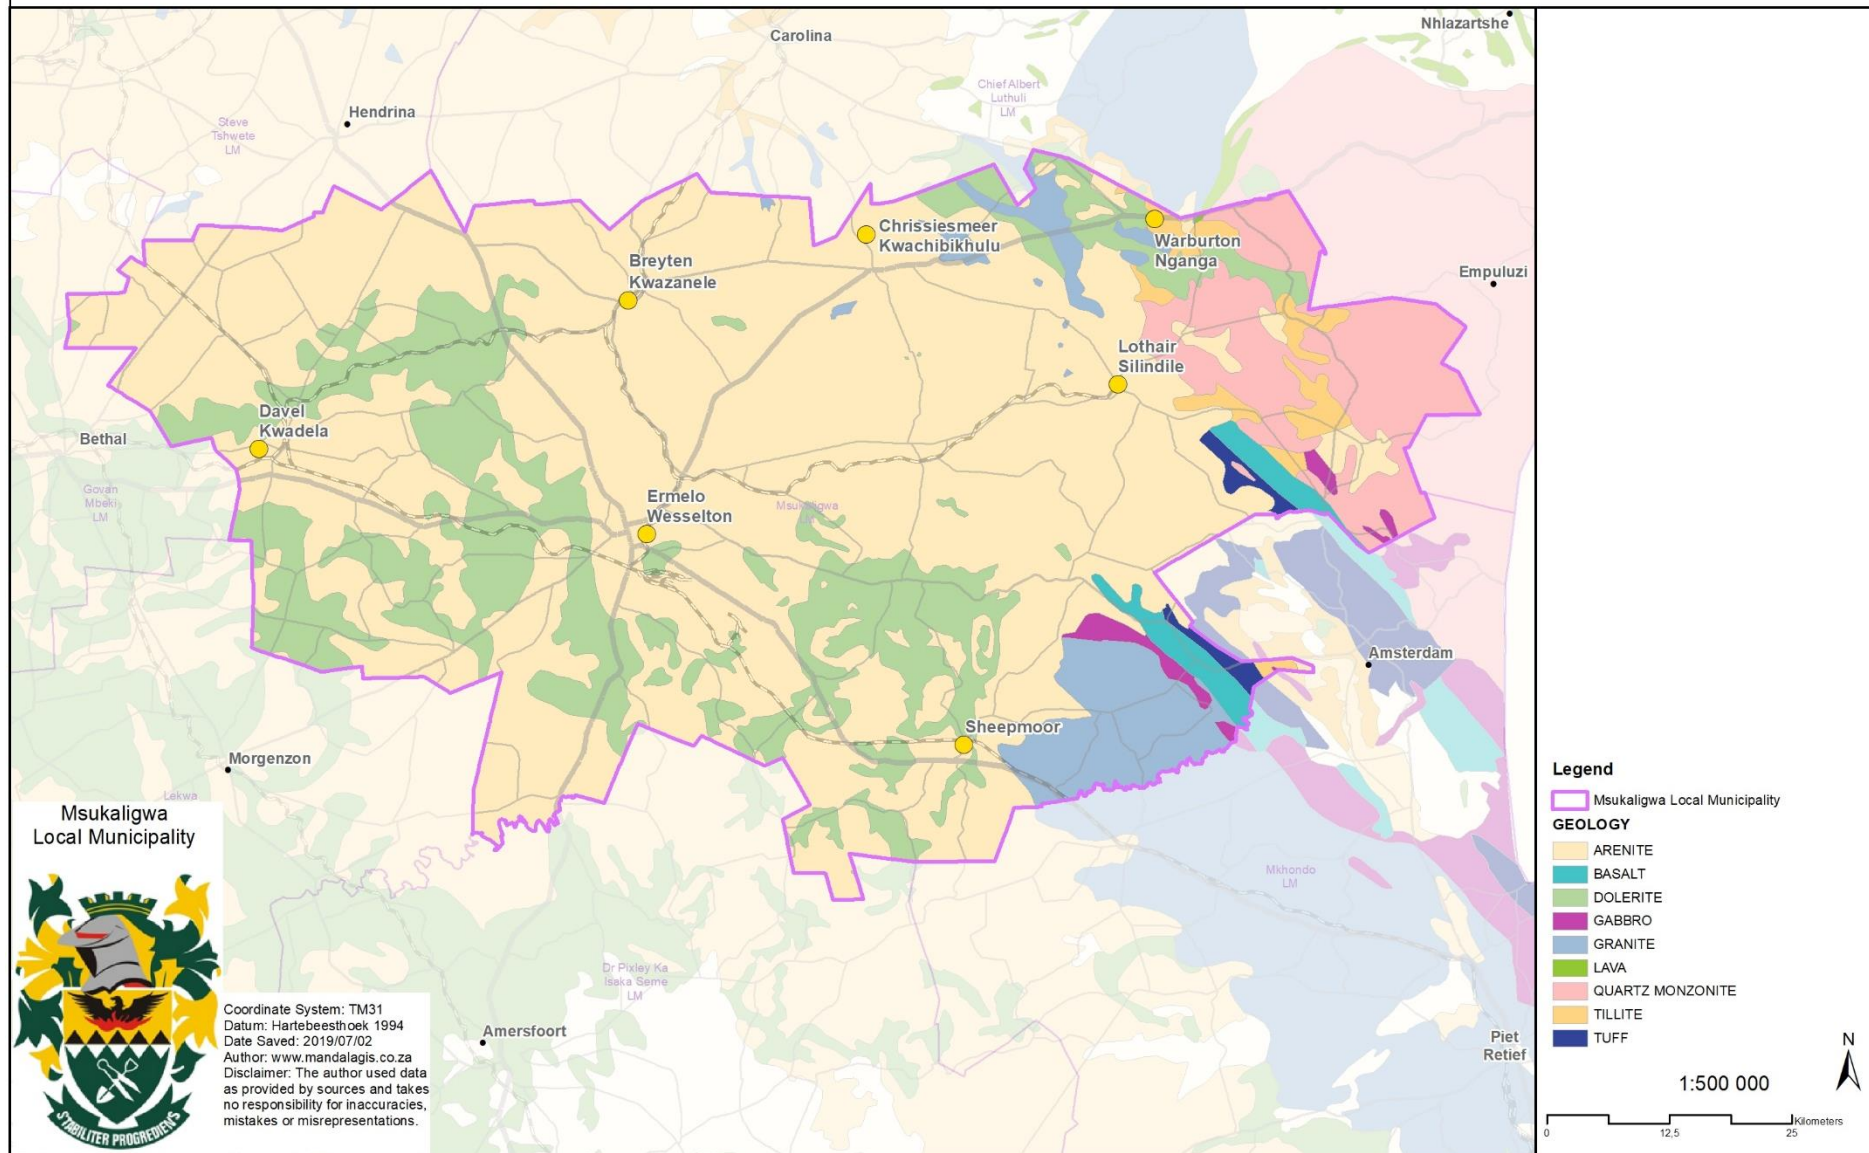 Nhlazartshe
Carolina
Chief Albert
Luthuli
LM
Hendrina
Steve
Tshwete
LM
Chrissiesmeer
Kwachibikhulu
Warburton
Nganga
Breyten
Kwazanele
Empuluzi
Lothair
Silindile
Davel
Kwadela
Bethal
Govan
Mbeki
LM
Ermelo
Wesselton
Msukaligwa
LM
Amsterdam
Sheepmoor
Morgenzon
Lekwa
Mkhondo
LM
Dr Pixley Ka
Isaka Seme
LM
Amersfoort
Piet
Retief
Msukaligwa
Local Municipality
STABILITER PROGREDIENS
Coordinate System: TM31
Datum: Hartebeesthoek 1994
Date Saved: 2019/07/02
Author: www.mandalagis.co.za
Disclaimer: The author used data
as provided by sources and takes
no responsibility for inaccuracies,
mistakes or misrepresentations.
Legend
Msukaligwa Local Municipality
GEOLOGY
ARENITE
BASALT
DOLERITE
GABBRO
GRANITE
LAVA
QUARTZ MONZONITE
TILLITE
TUFF
N
1:500 000
Kilometers
0 12,5 25